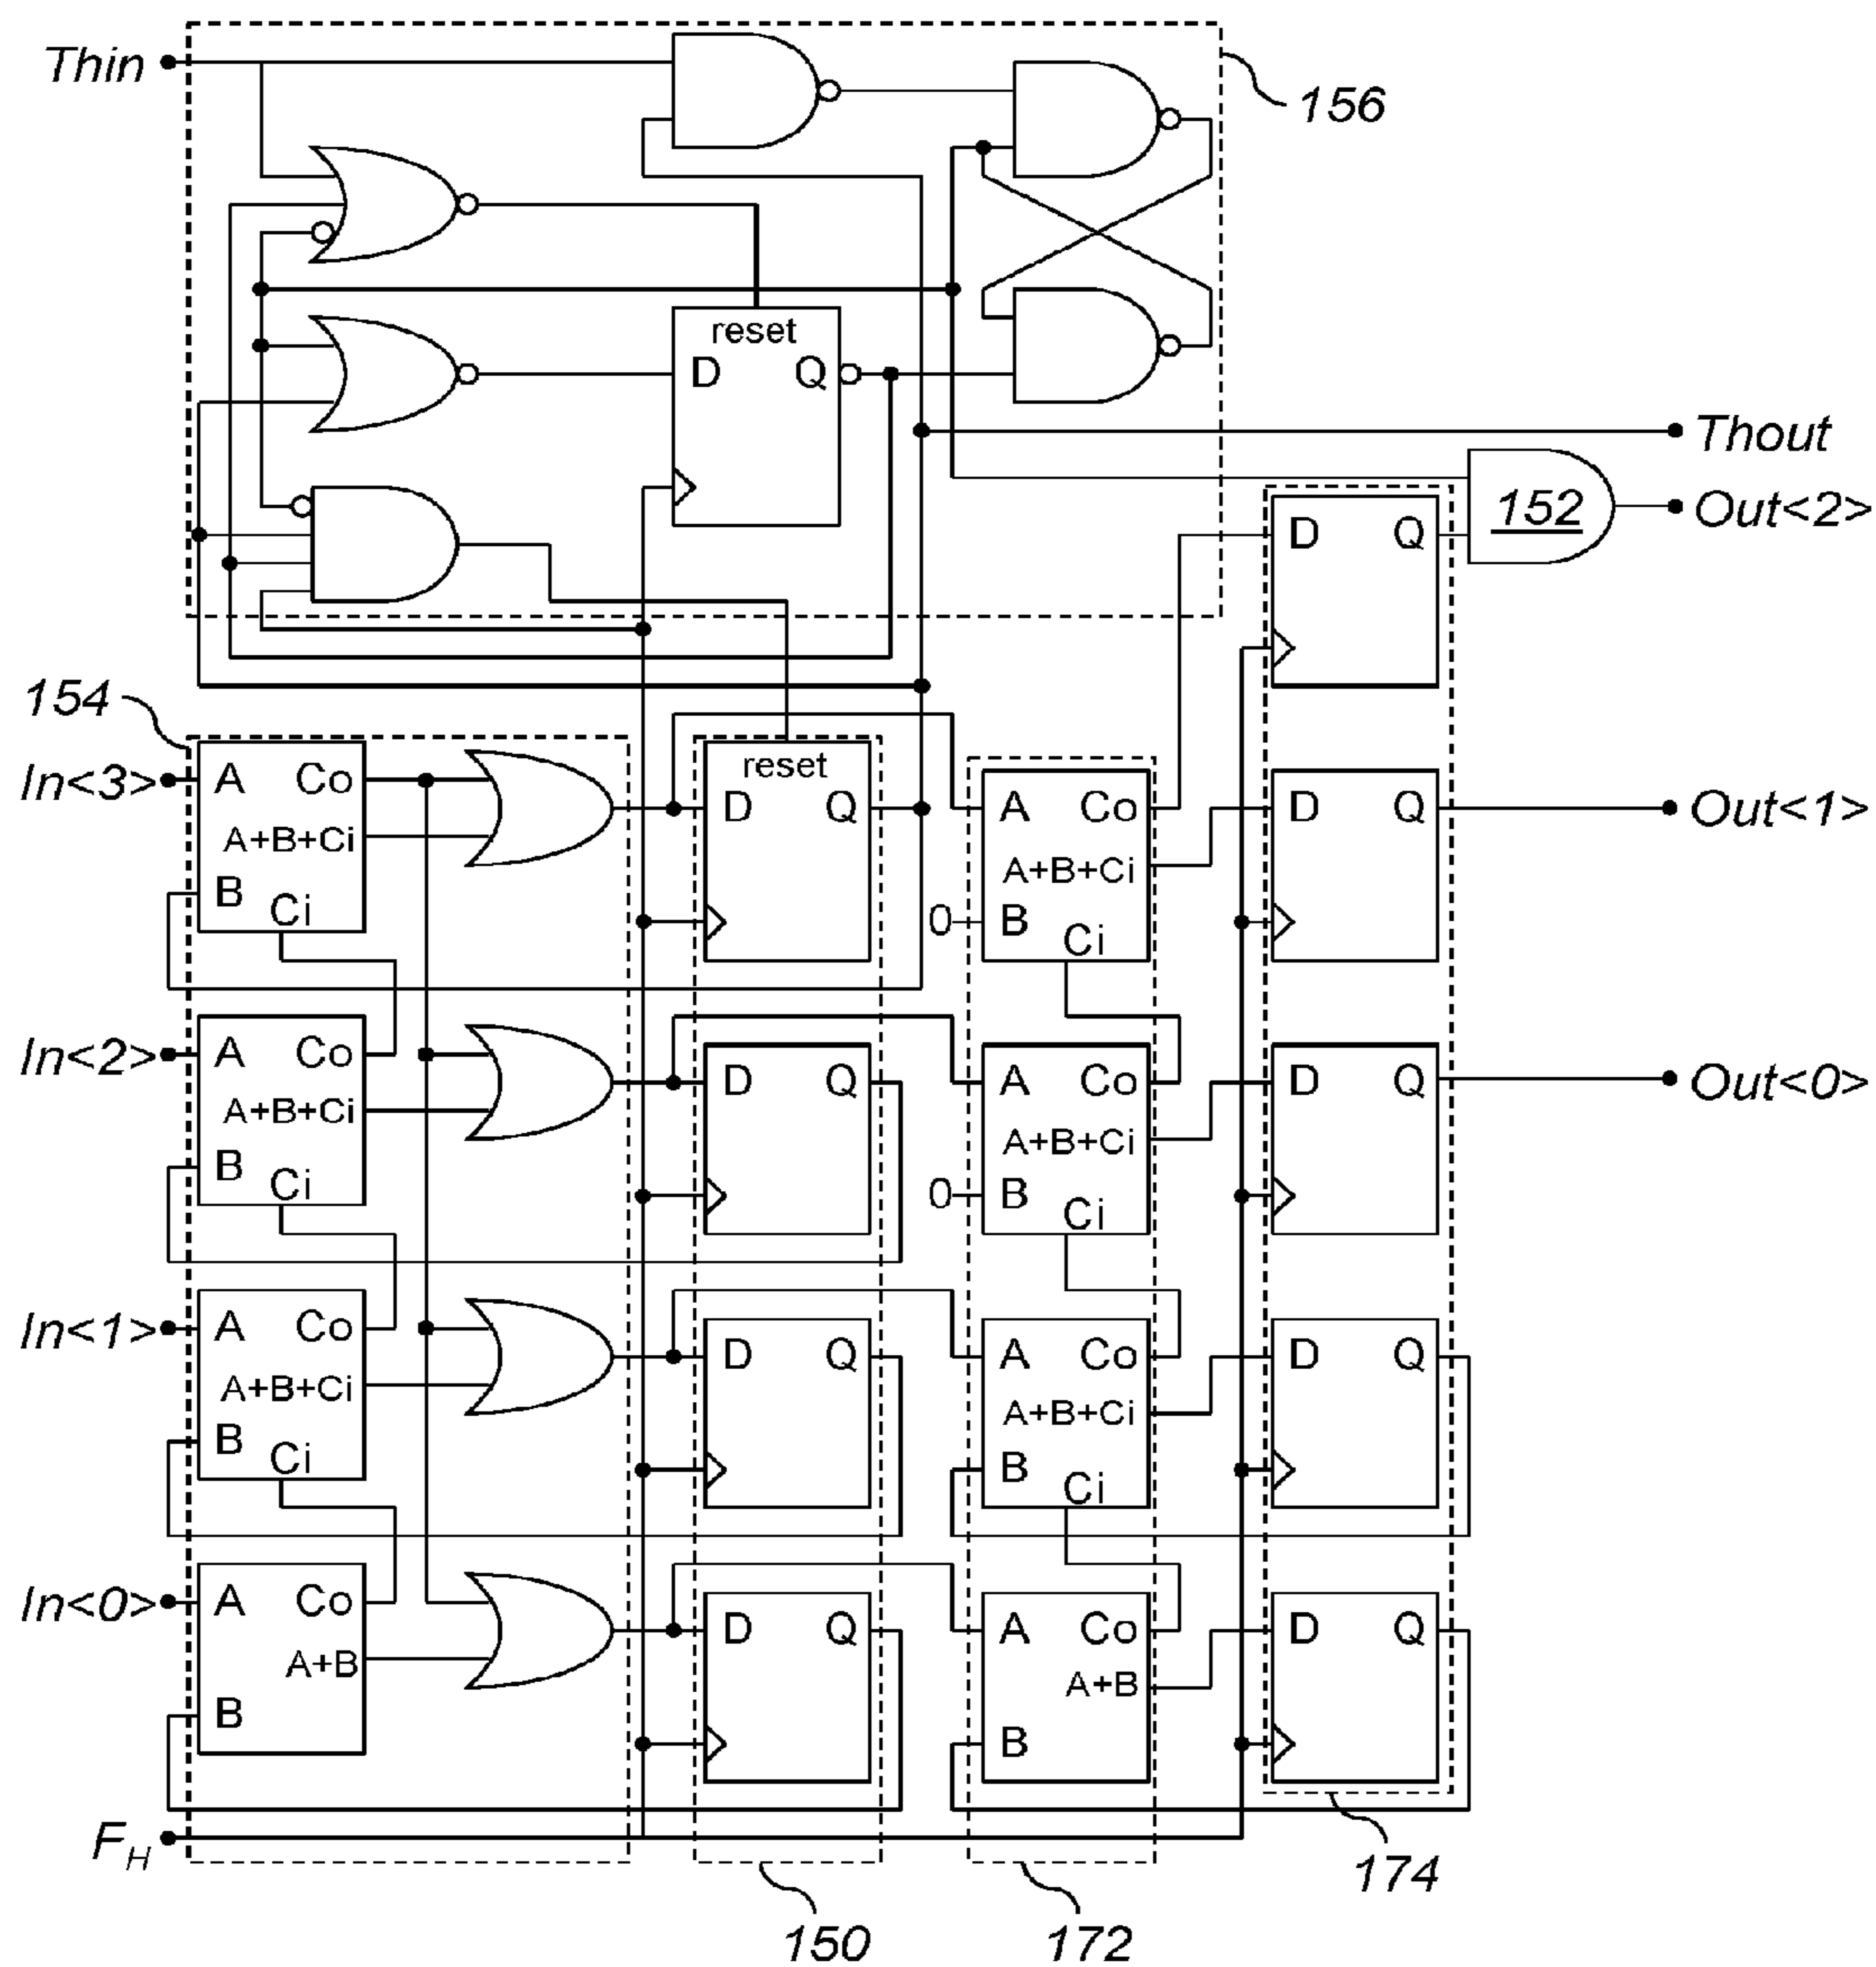 Thin
156
reset
D Q
Thout
152
Out<2>
D Q
154
In<3>
A Co
A+B+Ci
B
Ci
reset
D Q
A Co
A+B+Ci
0
B
Ci
D Q
Out<1>
In<2>
A Co
A+B+Ci
B
Ci
D Q
A Co
A+B+Ci
0
B
Ci
D Q
Out<0>
In<1>
A Co
A+B+Ci
B
Ci
D Q
A Co
A+B+Ci
B
Ci
D Q
In<0>
A Co
A+B
B
D Q
A Co
A+B
B
D Q
FH
150
172
174